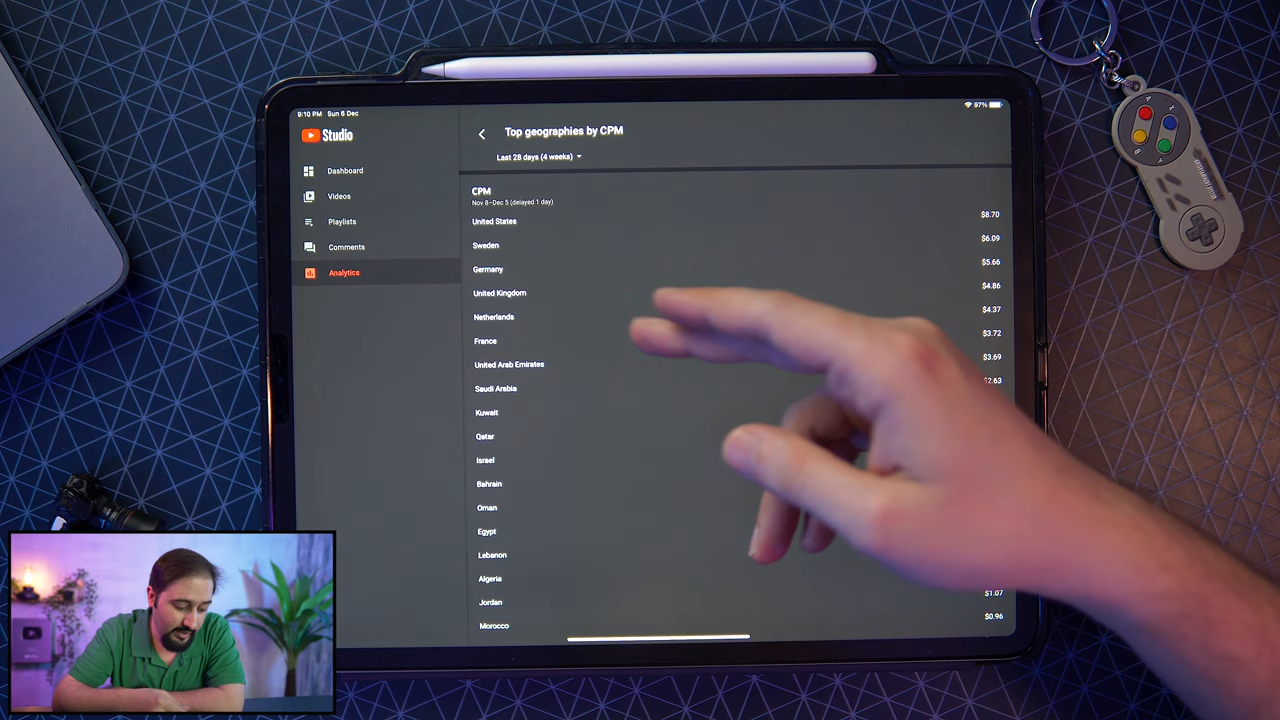 9:10 PM Sun 6 Dec
97%
Studio
Dashboard
Videos
Playlists
Comments
Analytics
Top geographies by CPM
Last 28 days (4 weeks)
CPM
Nov 8–Dec 5 (delayed 1 day)
United States $8.70
Sweden $6.09
Germany $5.66
United Kingdom $4.86
Netherlands $4.37
France $3.72
United Arab Emirates $3.69
Saudi Arabia $2.63
Kuwait
Qatar
Israel
Bahrain
Oman
Egypt
Lebanon
Algeria
Jordan $1.07
Morocco $0.96
A
X
B
Y